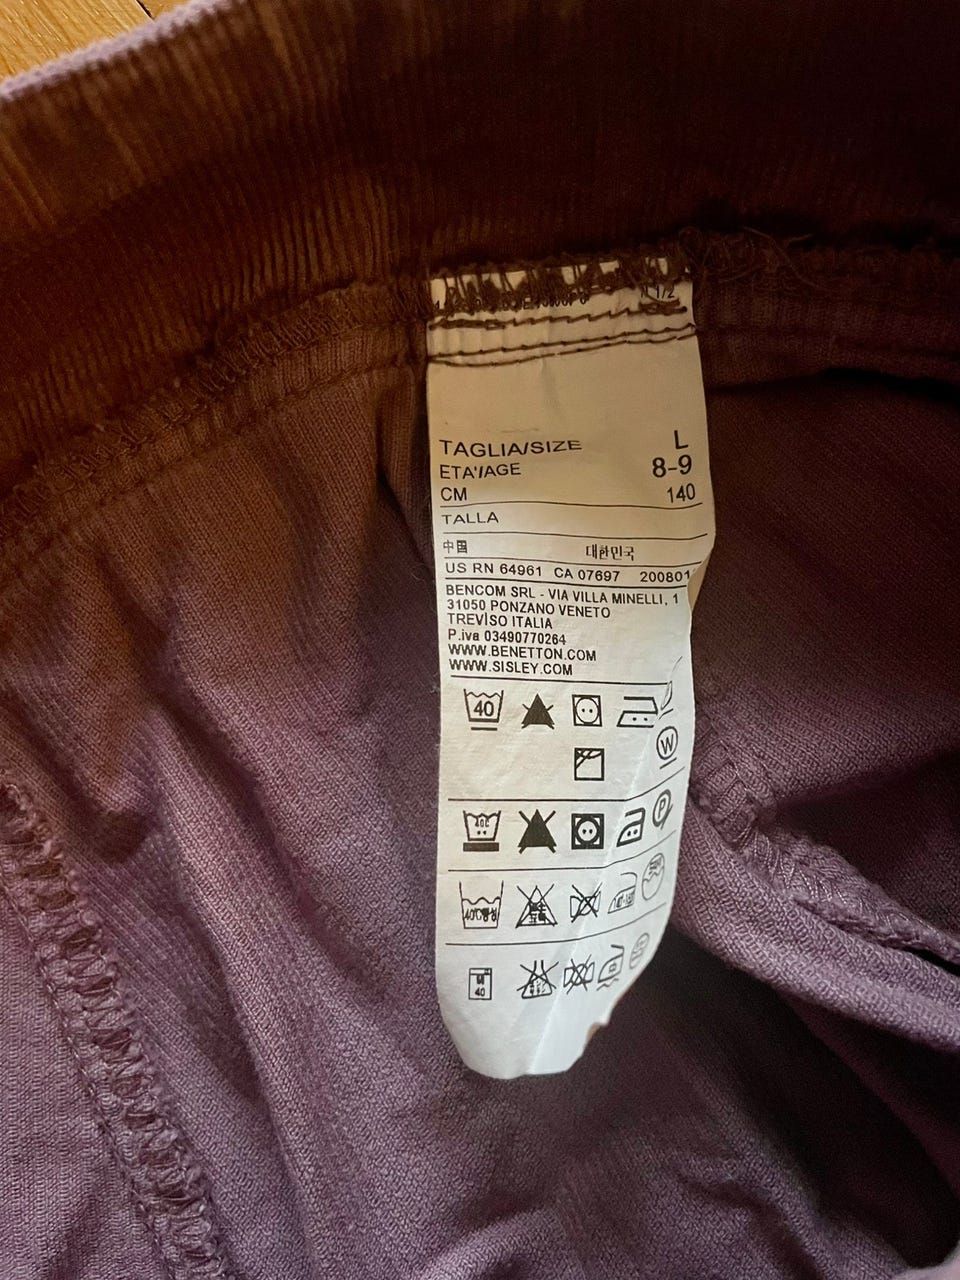 TAGLIA/SIZE L
ETA'/AGE 8-9
CM 140
TALLA
中国 대한민국
US RN 64961 CA 07697 200801
BENCOM SRL - VIA VILLA MINELLI, 1
31050 PONZANO VENETO
TREVISO ITALIA
P.iva 03490770264
WWW.BENETTON.COM
WWW.SISLEY.COM
40
W
40C P
40°C
40